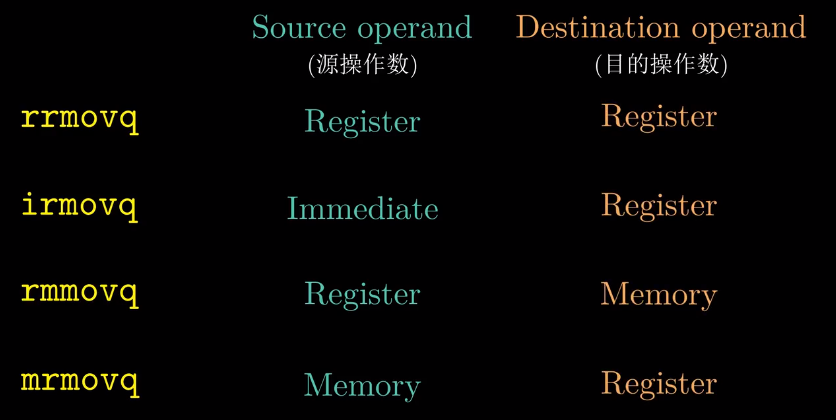 Source operand Destination operand
(源操作数) (目的操作数)
rrmovq Register Register
irmovq Immediate Register
rmmovq Register Memory
mrmovq Memory Register